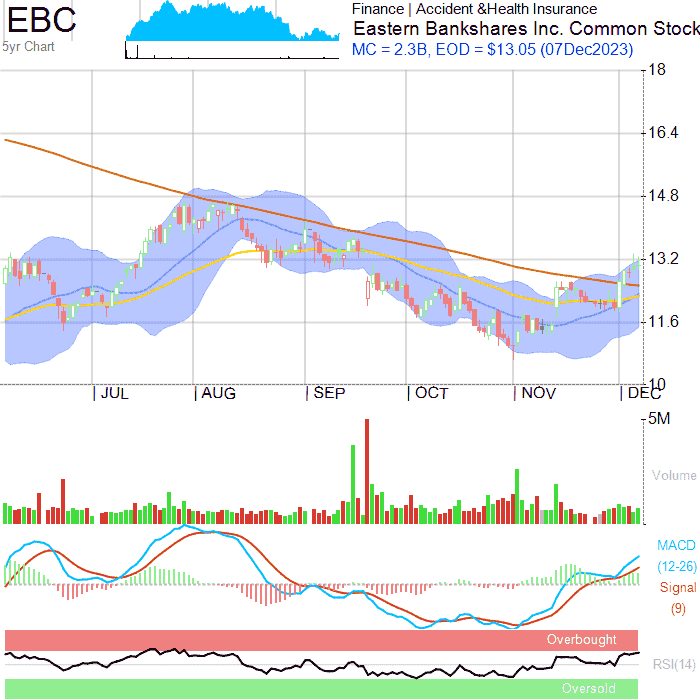 EBC
5yr Chart
Finance | Accident &Health Insurance
Eastern Bankshares Inc. Common Stock
MC = 2.3B, EOD = $13.05 (07Dec2023)
18
16.4
14.8
13.2
11.6
10
JUL AUG SEP OCT NOV DEC
5M
Volume
MACD
(12-26)
Signal
(9)
Overbought
RSI(14)
Oversold